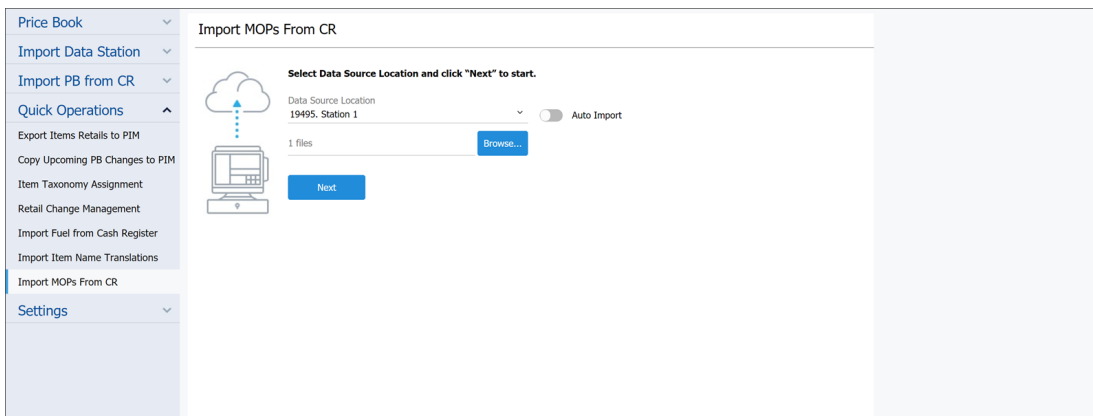 Price Book
Import Data Station
Import PB from CR
Quick Operations
Export Items Retails to PIM
Copy Upcoming PB Changes to PIM
Item Taxonomy Assignment
Retail Change Management
Import Fuel from Cash Register
Import Item Name Translations
Import MOPs From CR
Settings
Import MOPs From CR
Select Data Source Location and click “Next” to start.
Data Source Location
19495. Station 1
Auto Import
1 files
Browse...
Next